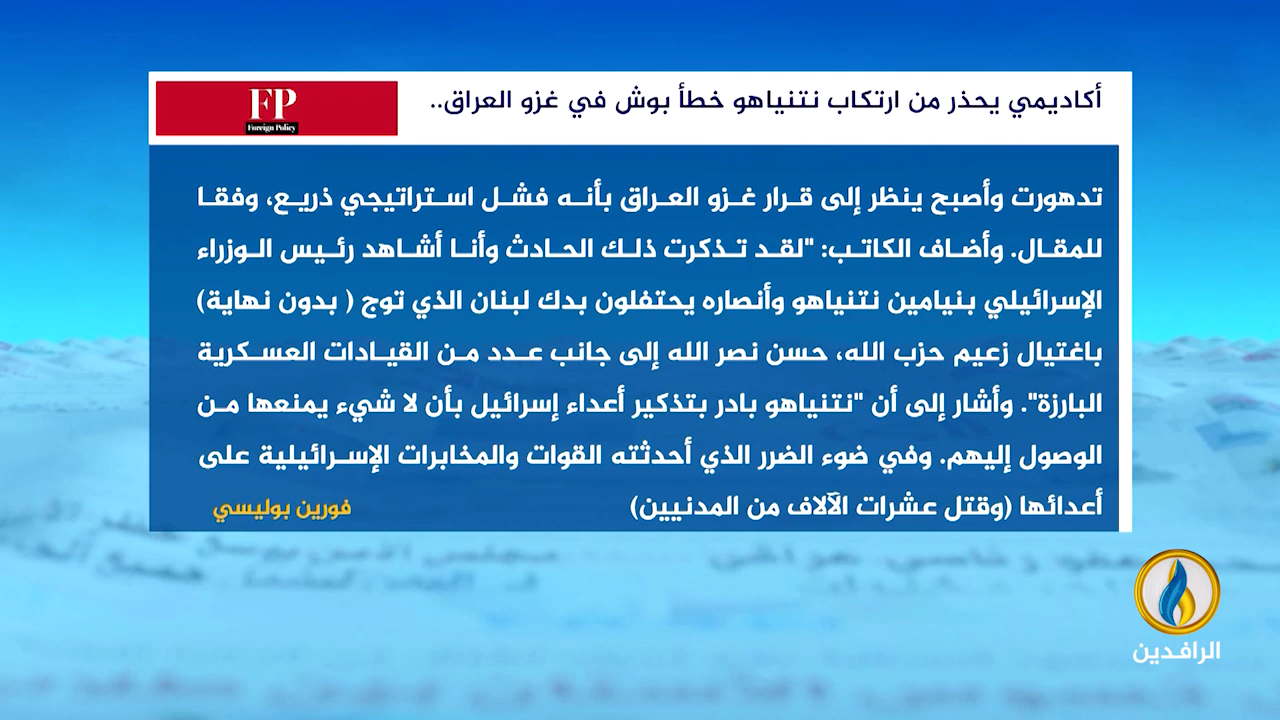 أكاديمي يحذر من ارتكاب نتنياهو خطأ بوش في غزو العراق..
FP
Foreign Policy
تدهورت وأصبح ينظر إلى قرار غزو العراق بأنه فشل استراتيجي ذريع، وفقا
للمقال. وأضاف الكاتب: "لقد تذكرت ذلك الحادث وأنا أشاهد رئيس الوزراء
الإسرائيلي بنيامين نتنياهو وأنصاره يحتفلون بدك لبنان الذي توج ( بدون نهاية)
باغتيال زعيم حزب الله، حسن نصر الله إلى جانب عدد من القيادات العسكرية
البارزة". وأشار إلى أن "نتنياهو بادر بتذكير أعداء إسرائيل بأن لا شيء يمنعها من
الوصول إليهم. وفي ضوء الضرر الذي أحدثته القوات والمخابرات الإسرائيلية على
أعدائها (وقتل عشرات الآلاف من المدنيين)
فورين بوليسي
الرافدين